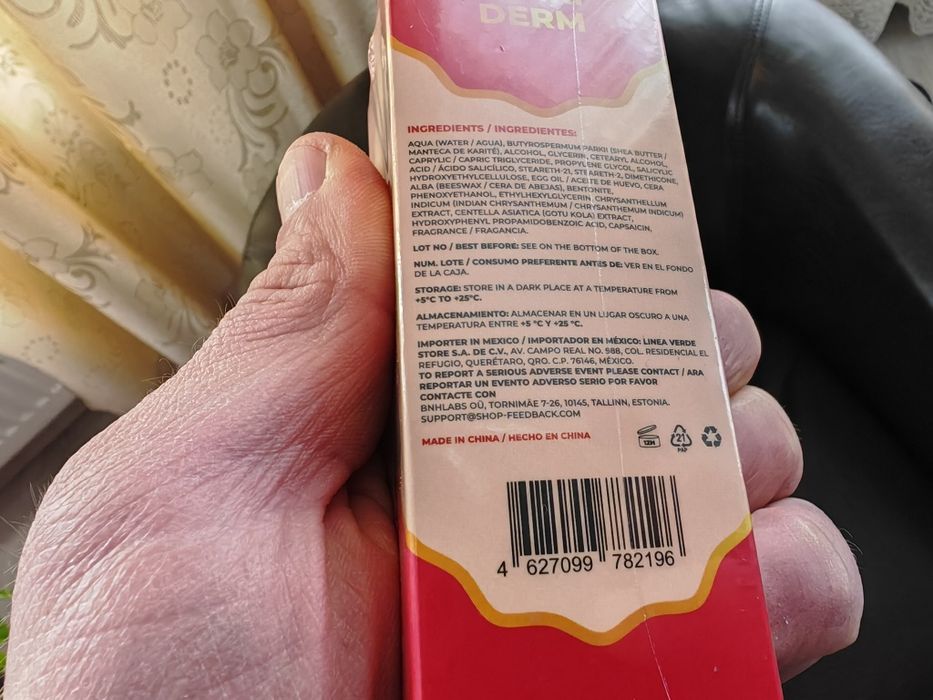 DERM
INGREDIENTS / INGREDIENTES:
AQUA (WATER / AGUA), BUTYROSPERMUM PARKII (SHEA BUTTER /
MANTECA DE KARITÉ), ALCOHOL, GLYCERIN, CETEARYL ALCOHOL,
CAPRYLIC / CAPRIC TRIGLYCERIDE, PROPYLENE GLYCOL, SALICYLIC
ACID / ÁCIDO SALICÍLICO, STEARETH-21, STEARETH-2, DIMETHICONE,
HYDROXYETHYLCELLULOSE, EGG OIL / ACEITE DE HUEVO, CERA
ALBA (BEESWAX / CERA DE ABEJAS), BENTONITE,
PHENOXYETHANOL, ETHYLHEXYLGLYCERIN, CHRYSANTHELLUM
INDICUM (INDIAN CHRYSANTHEMUM / CHRYSANTHEMUM INDICUM)
EXTRACT, CENTELLA ASIATICA (GOTU KOLA) EXTRACT,
HYDROXYPHENYL PROPAMIDOBENZOIC ACID, CAPSAICIN,
FRAGRANCE / FRAGANCIA.
LOT NO / BEST BEFORE: SEE ON THE BOTTOM OF THE BOX.
NUM. LOTE / CONSUMO PREFERENTE ANTES DE: VER EN EL FONDO
DE LA CAJA.
STORAGE: STORE IN A DARK PLACE AT A TEMPERATURE FROM
+5°C TO +25°C.
ALMACENAMIENTO: ALMACENAR EN UN LUGAR OSCURO A UNA
TEMPERATURA ENTRE +5 °C Y +25 °C.
IMPORTER IN MEXICO / IMPORTADOR EN MÉXICO: LINEA VERDE
STORE S.A. DE C.V., AV. CAMPO REAL NO. 988, COL. RESIDENCIAL EL
REFUGIO, QUERÉTARO, QRO. C.P. 76146, MÉXICO.
TO REPORT A SERIOUS ADVERSE EVENT PLEASE CONTACT / ARA
REPORTAR UN EVENTO ADVERSO SERIO POR FAVOR
CONTACTE CON
BNHLABS OÜ, TORNIMÄE 7-26, 10145, TALLINN, ESTONIA.
SUPPORT@SHOP-FEEDBACK.COM
MADE IN CHINA / HECHO EN CHINA
12M
21
PAP
4 627099 782196